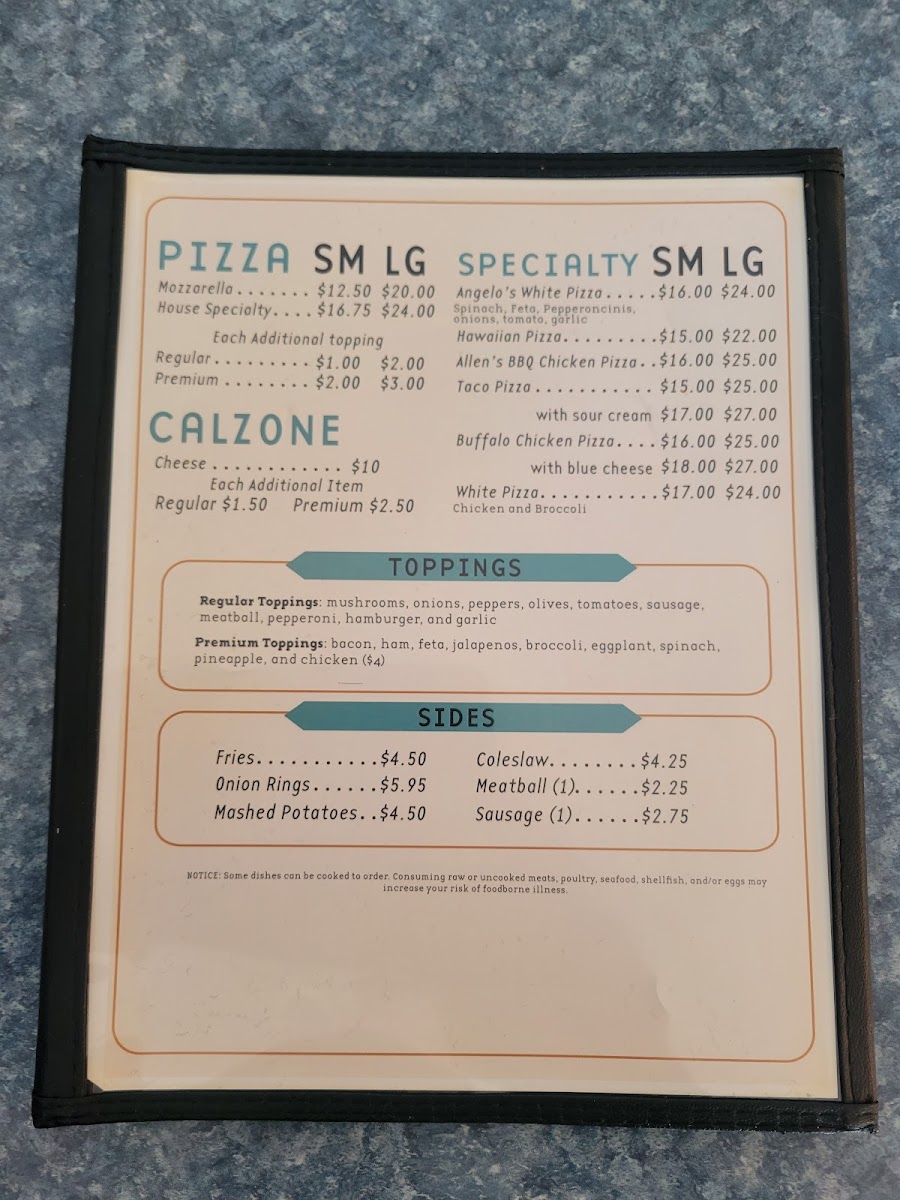 PIZZA SM LG
Mozzarella ....... $12.50 $20.00
House Specialty.... $16.75 $24.00
Each Additional topping
Regular......... $1.00 $2.00
Premium ........ $2.00 $3.00
CALZONE
Cheese ............ $10
Each Additional Item
Regular $1.50 Premium $2.50
SPECIALTY SM LG
Angelo's White Pizza .....$16.00 $24.00
Spinach, Feta, Pepperoncinis,
onions, tomato, garlic
Hawaiian Pizza.........$15.00 $22.00
Allen's BBQ Chicken Pizza..$16.00 $25.00
Taco Pizza........... $15.00 $25.00
with sour cream $17.00 $27.00
Buffalo Chicken Pizza....$16.00 $25.00
with blue cheese $18.00 $27.00
White Pizza...........$17.00 $24.00
Chicken and Broccoli
TOPPINGS
Regular Toppings: mushrooms, onions, peppers, olives, tomatoes, sausage,
meatball, pepperoni, hamburger, and garlic
Premium Toppings: bacon, ham, feta, jalapenos, broccoli, eggplant, spinach,
pineapple, and chicken ($4)
SIDES
Fries...........$4.50
Onion Rings......$5.95
Mashed Potatoes..$4.50
Coleslaw........$4.25
Meatball (1)......$2.25
Sausage (1)......$2.75
NOTICE: Some dishes can be cooked to order. Consuming raw or uncooked meats, poultry, seafood, shellfish, and/or eggs may
increase your risk of foodborne illness.